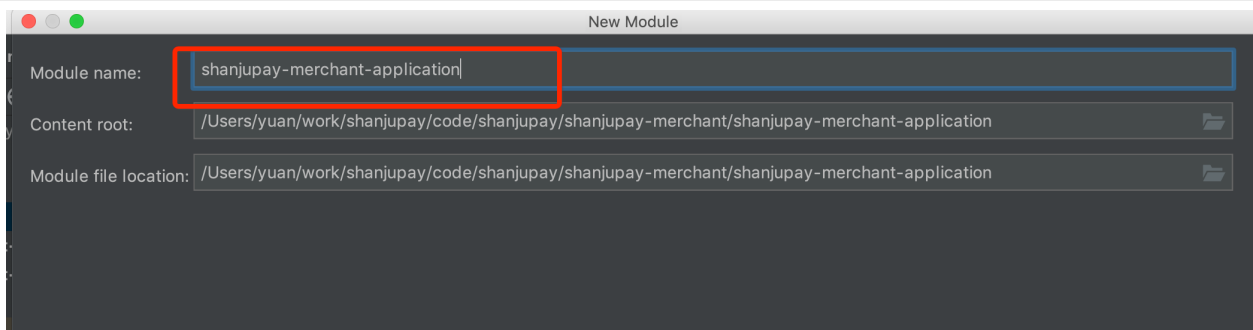 New Module
Module name: shanjupay-merchant-application
Content root: /Users/yuan/work/shanjupay/code/shanjupay/shanjupay-merchant/shanjupay-merchant-application
Module file location: /Users/yuan/work/shanjupay/code/shanjupay/shanjupay-merchant/shanjupay-merchant-application